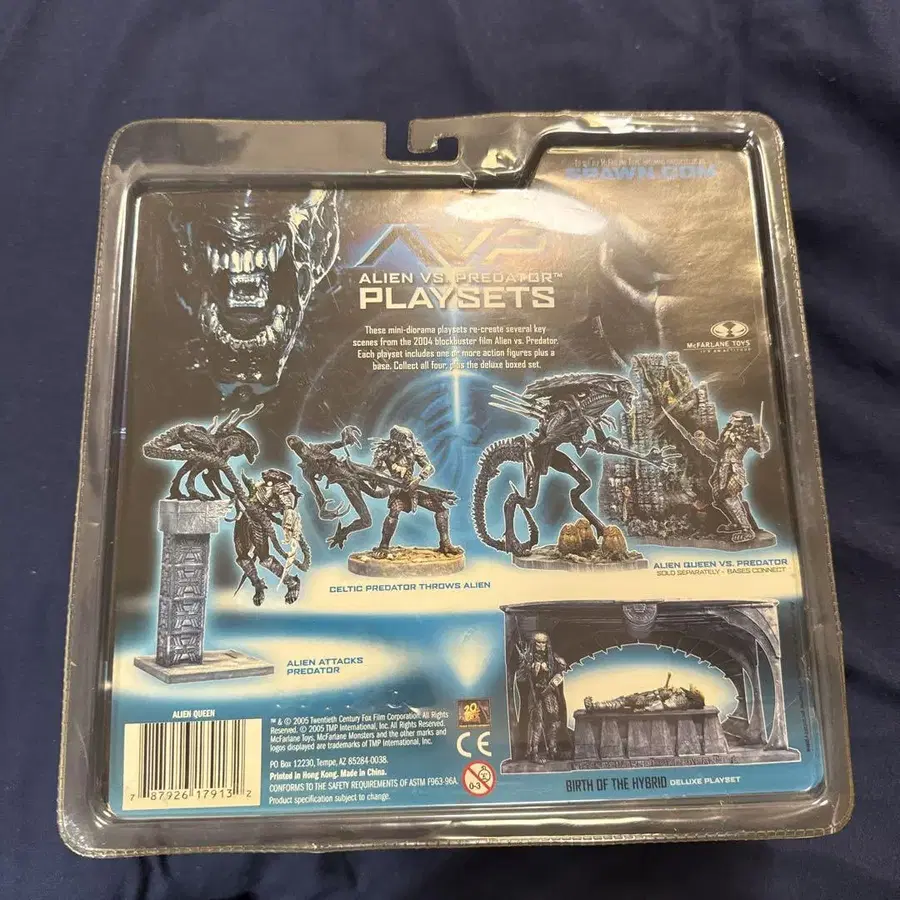 SPAWN.COM
AVP
ALIEN VS. PREDATOR™
PLAYSETS
These mini-diorama playsets re-create several key
scenes from the 2004 blockbuster film Alien vs. Predator.
Each playset includes one or more action figures plus a
base. Collect all four, plus the deluxe boxed set.
McFARLANE TOYS
CELTIC PREDATOR THROWS ALIEN
ALIEN QUEEN VS. PREDATOR
SOLD SEPARATELY - BASES CONNECT
ALIEN ATTACKS
PREDATOR
ALIEN QUEEN
7 87926 17913 2
™ & © 2005 Twentieth Century Fox Film Corporation. All Rights
Reserved. © 2005 TMP International, Inc. All Rights Reserved.
McFarlane Toys, McFarlane Monsters and the other marks and
logos displayed are trademarks of TMP International, Inc.
PO Box 12230, Tempe, AZ 85284-0038.
Printed in Hong Kong. Made in China.
CONFORMS TO THE SAFETY REQUIREMENTS OF ASTM F963-96A.
Product specification subject to change.
20
CE
0-3
BIRTH OF THE HYBRID DELUXE PLAYSET